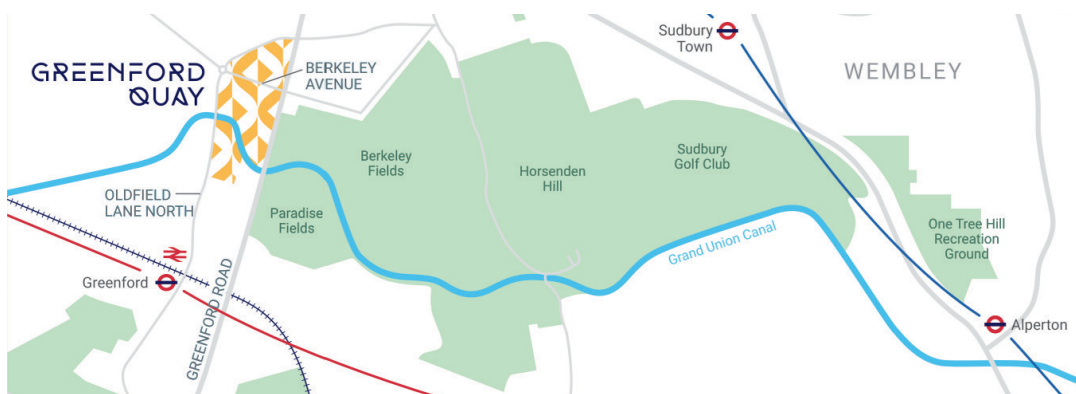 GREENFORD
QUAY
BERKELEY
AVENUE
Sudbury
Town
WEMBLEY
Berkeley
Fields
Horsenden
Hill
Sudbury
Golf Club
OLDFIELD
LANE NORTH
Paradise
Fields
Grand Union Canal
One Tree Hill
Recreation
Ground
Greenford
GREENFORD ROAD
Alperton